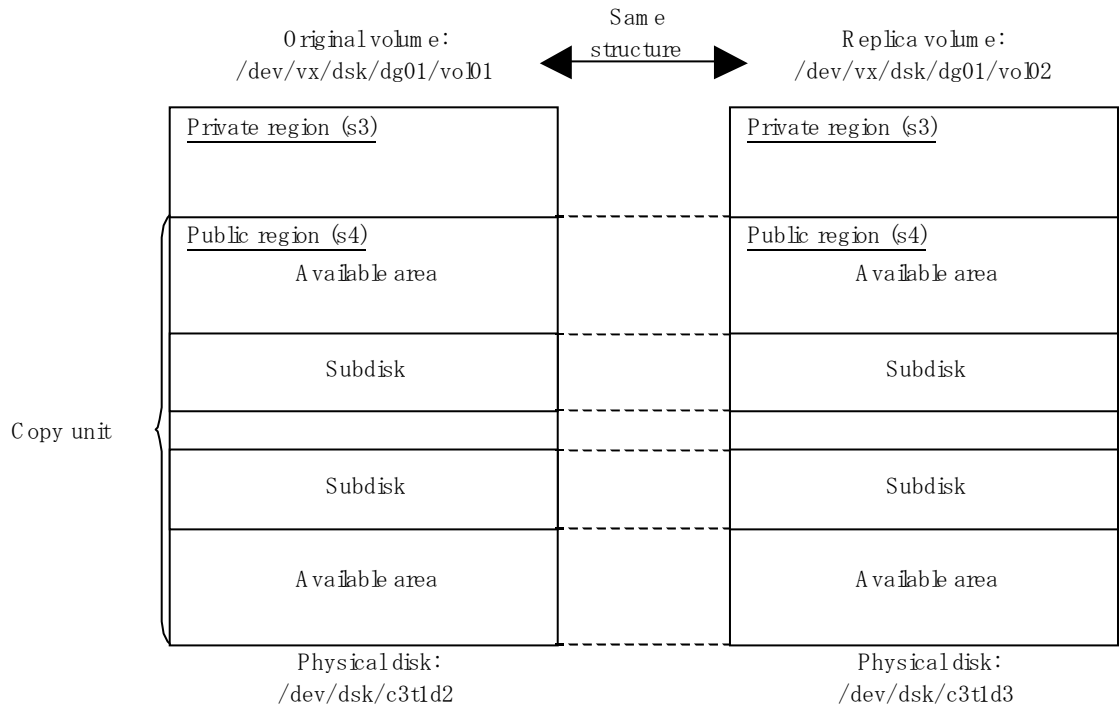 Same
structure
Original volume:
/dev/vx/dsk/dg01/vol01
Replica volume:
/dev/vx/dsk/dg01/vol02
Private region (s3)
Private region (s3)
Public region (s4)
Public region (s4)
Available area
Available area
Subdisk
Subdisk
Copy unit
Subdisk
Subdisk
Available area
Available area
Physical disk:
/dev/dsk/c3t1d2
Physical disk:
/dev/dsk/c3t1d3